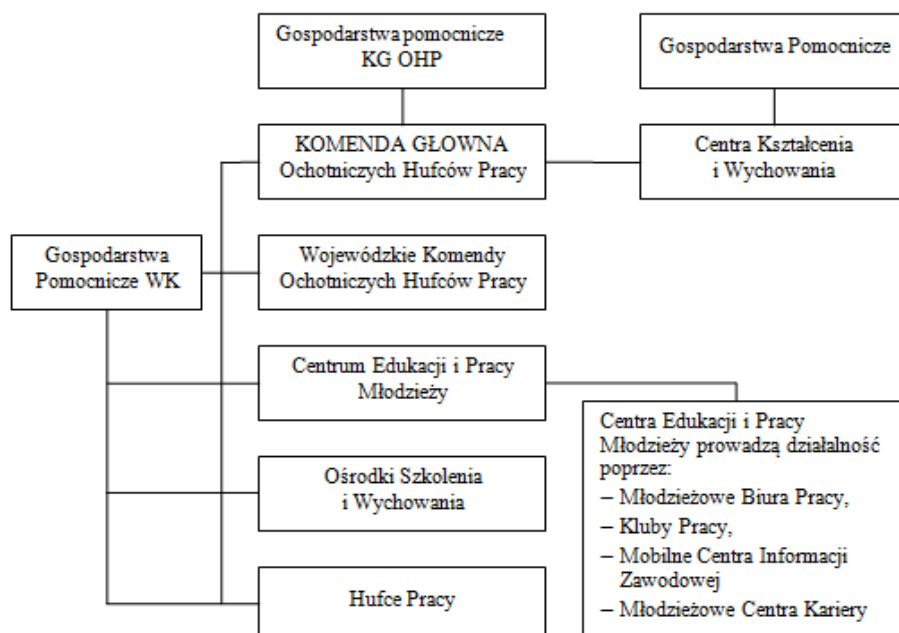 Gospodarstwa pomocnicze
KG OHP
Gospodarstwa Pomocnicze
KOMENDA GŁOWNA
Ochotniczych Hufców Pracy
Centra Kształcenia
i Wychowania
Gospodarstwa
Pomocnicze WK
Wojewódzkie Komendy
Ochotniczych Hufców Pracy
Centrum Edukacji i Pracy
Młodzieży
Centra Edukacji i Pracy
Młodzieży prowadzą działalność
poprzez:
– Młodzieżowe Biura Pracy,
– Kluby Pracy,
– Mobilne Centra Informacji
Zawodowej
– Młodzieżowe Centra Kariery
Ośrodki Szkolenia
i Wychowania
Hufce Pracy